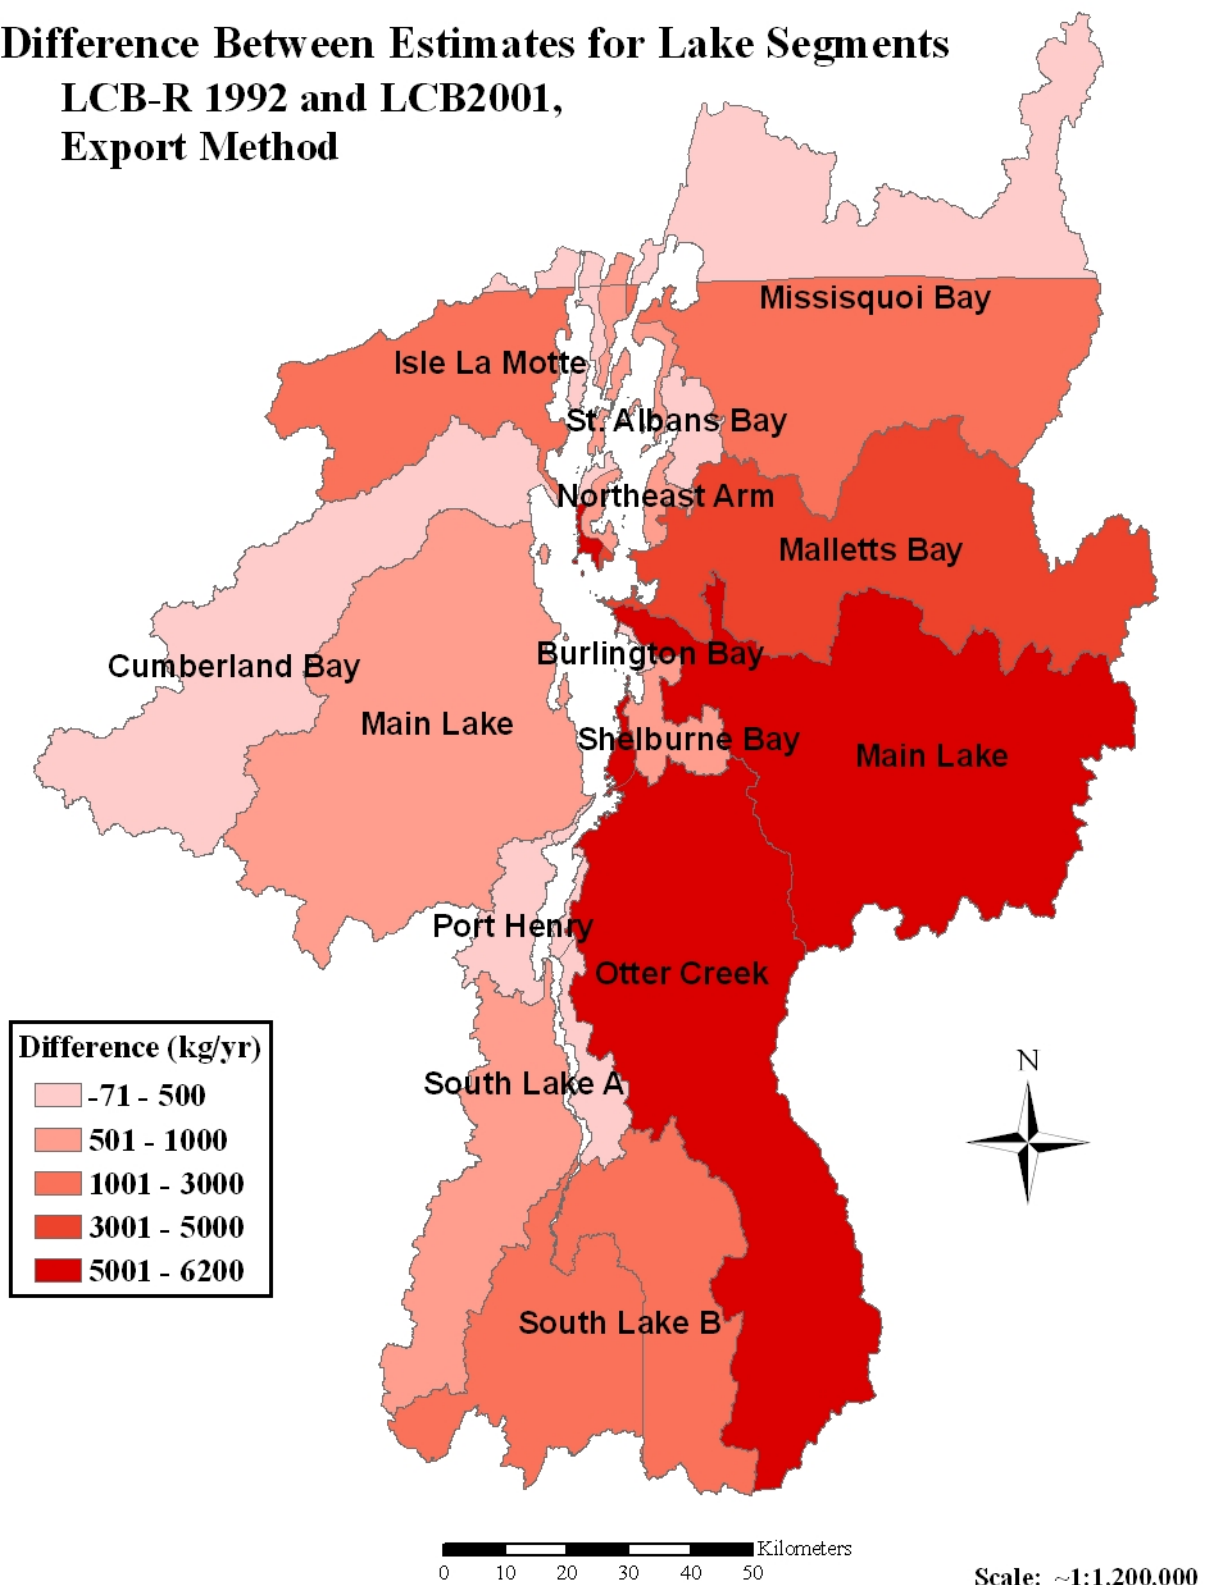 Difference Between Estimates for Lake Segments
LCB-R 1992 and LCB2001,
Export Method
Missisquoi Bay
Isle La Motte
St. Albans Bay
Northeast Arm
Malletts Bay
Burlington Bay
Cumberland Bay
Main Lake
Shelburne Bay
Main Lake
Port Henry
Otter Creek
South Lake A
South Lake B
Difference (kg/yr)
-71 - 500
501 - 1000
1001 - 3000
3001 - 5000
5001 - 6200
N
Kilometers
0 10 20 30 40 50
Scale: ~1:1,200,000